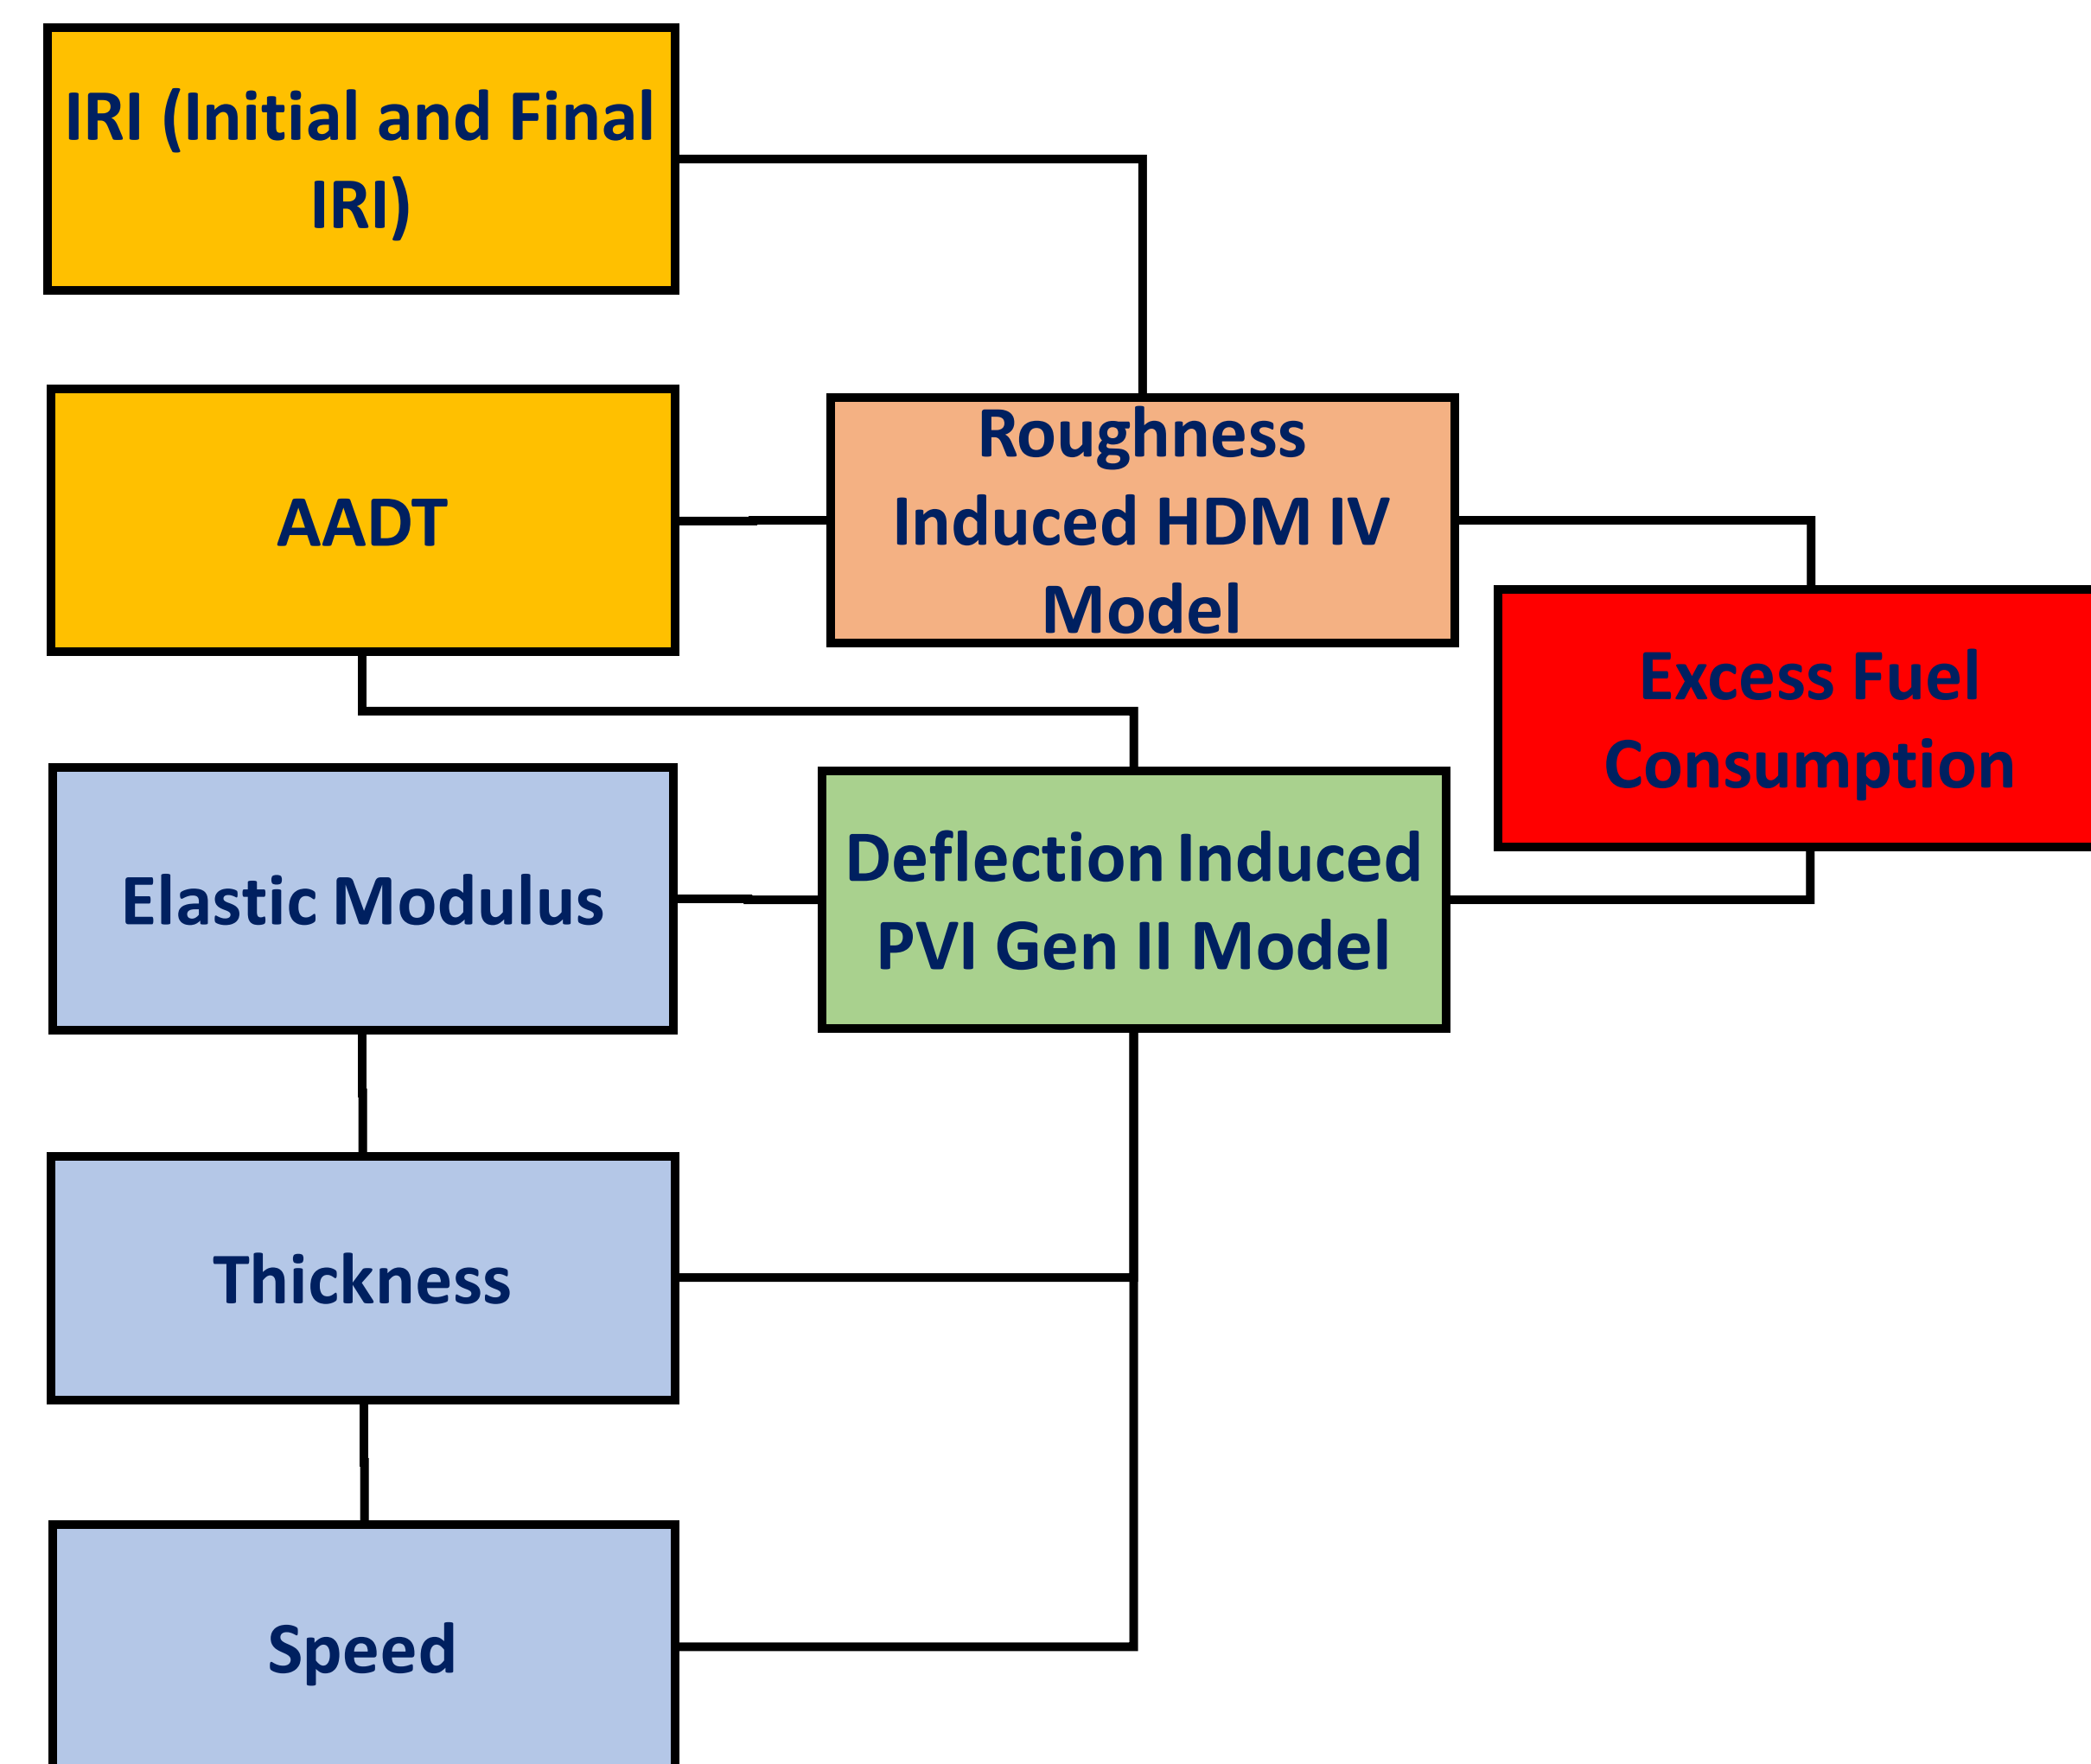 IRI (Initial and Final
IRI)
AADT
Roughness
Induced HDM IV
Model
Excess Fuel
Consumption
Elastic Modulus
Deflection Induced
PVI Gen II Model
Thickness
Speed